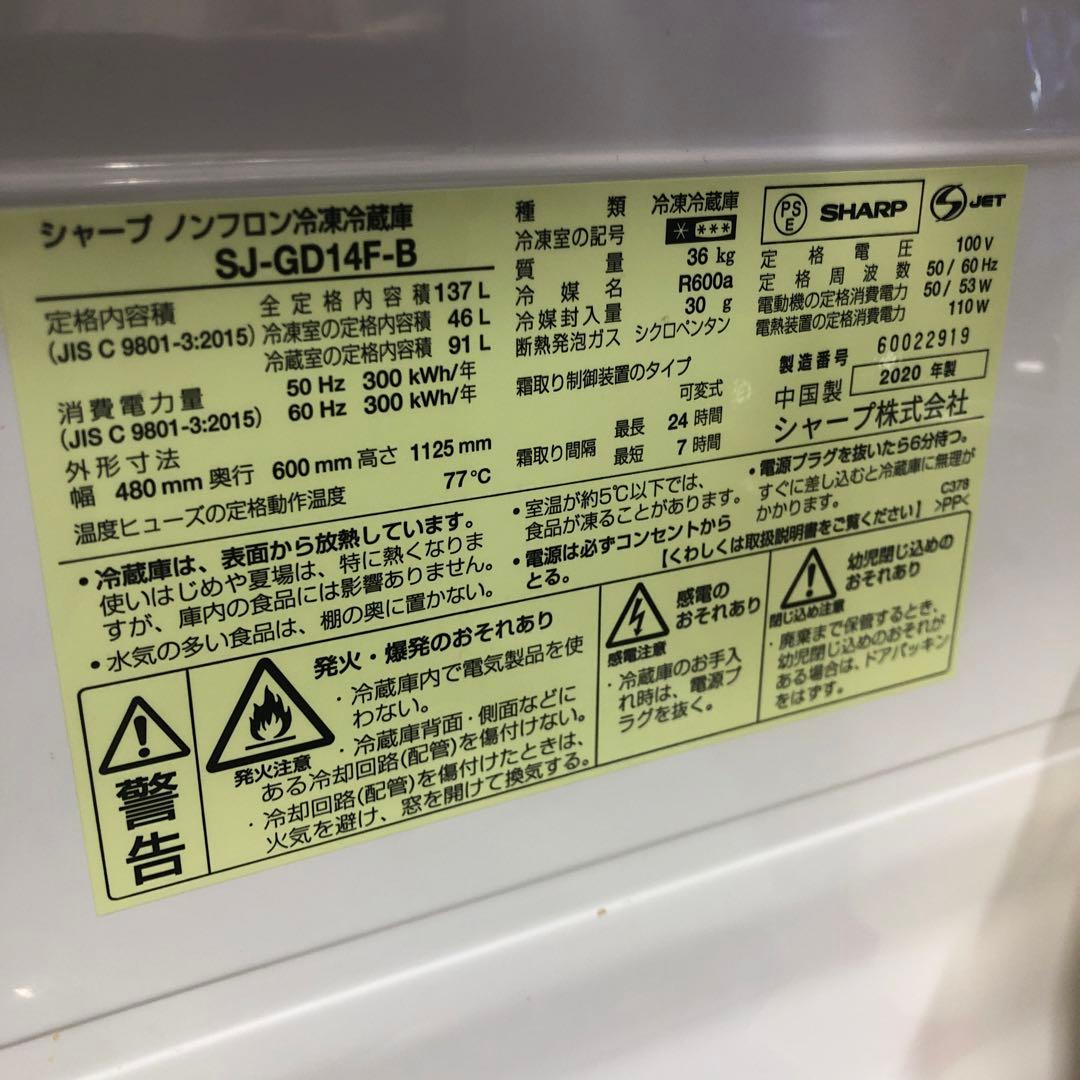 シャープ ノンフロン冷凍冷蔵庫
SJ-GD14F-B
定格内容積
(JIS C 9801-3:2015)
全定格内容積 137 L
冷凍室の定格内容積 46 L
冷蔵室の定格内容積 91 L
消費電力量
(JIS C 9801-3:2015)
50 Hz 300 kWh/年
60 Hz 300 kWh/年
外形寸法
幅 480 mm 奥行 600 mm 高さ 1125 mm
温度ヒューズの定格動作温度 77℃
種類 冷凍冷蔵庫
冷凍室の記号 * ***
質量 36 kg
冷媒名 R600a
冷媒封入量 30 g
断熱発泡ガス シクロペンタン
霜取り制御装置のタイプ
可変式
霜取り間隔
最長 24 時間
最短 7 時間
PSE SHARP
S JET
定格電圧 100 V
定格周波数 50 / 60 Hz
電動機の定格消費電力 50 / 53 W
電熱装置の定格消費電力 110 W
製造番号 60022919
中国製 2020 年製
シャープ株式会社
・冷蔵庫は、表面から放熱しています。
使いはじめや夏場は、特に熱くなりま
すが、庫内の食品には影響ありません。
・水気の多い食品は、棚の奥に置かない。
・室温が約5℃以下では、
食品が凍ることがあります。
・電源は必ずコンセントから
とる。
・電源プラグを抜いたら6分待つ。
すぐに差し込むと冷蔵庫に無理が
かかります。
C378
【くわしくは取扱説明書をご覧ください】 >PP<
警告
発火注意
発火・爆発のおそれあり
・冷蔵庫内で電気製品を使
わない。
・冷蔵庫背面・側面などに
ある冷却回路(配管)を傷付けない。
・冷却回路(配管)を傷付けたときは、
火気を避け、窓を開けて換気する。
感電注意
感電の
おそれあり
・冷蔵庫のお手入
れ時は、電源プ
ラグを抜く。
閉じ込め注意
幼児閉じ込めの
おそれあり
・廃棄まで保管するとき、
幼児閉じ込めのおそれが
ある場合は、ドアパッキン
をはずす。